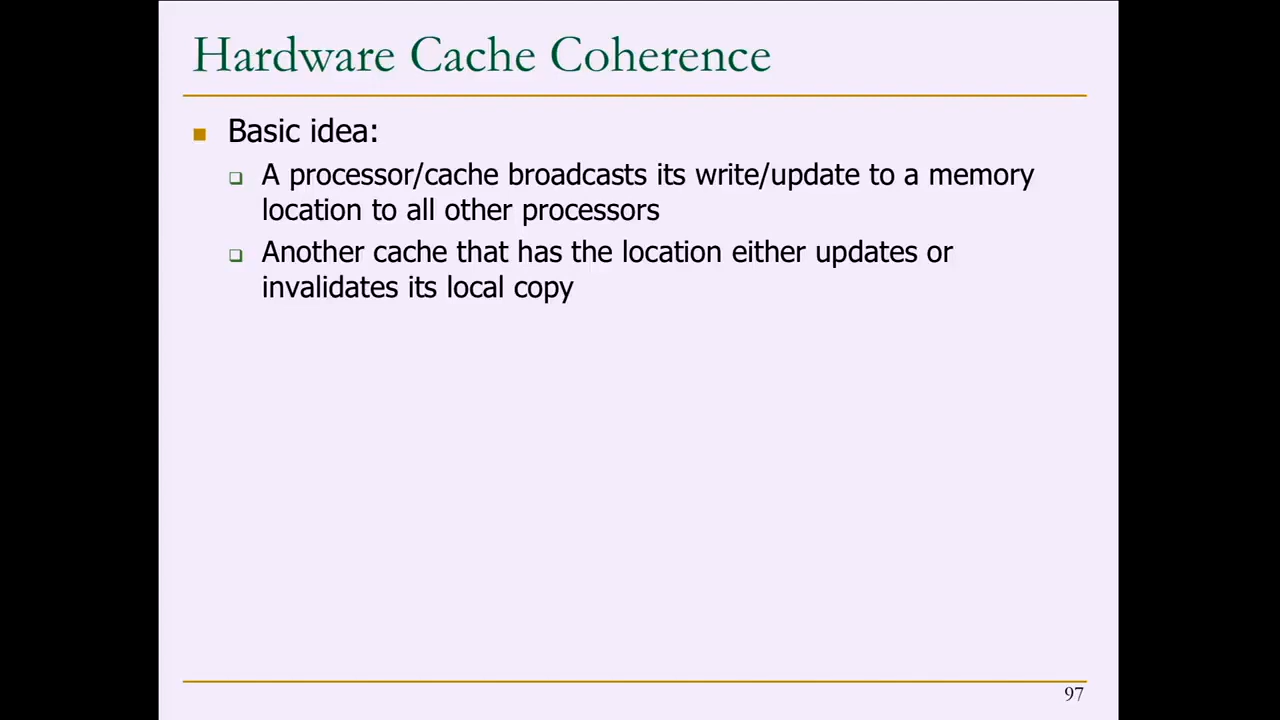 Hardware Cache Coherence
Basic idea:
A processor/cache broadcasts its write/update to a memory
location to all other processors
Another cache that has the location either updates or
invalidates its local copy
97